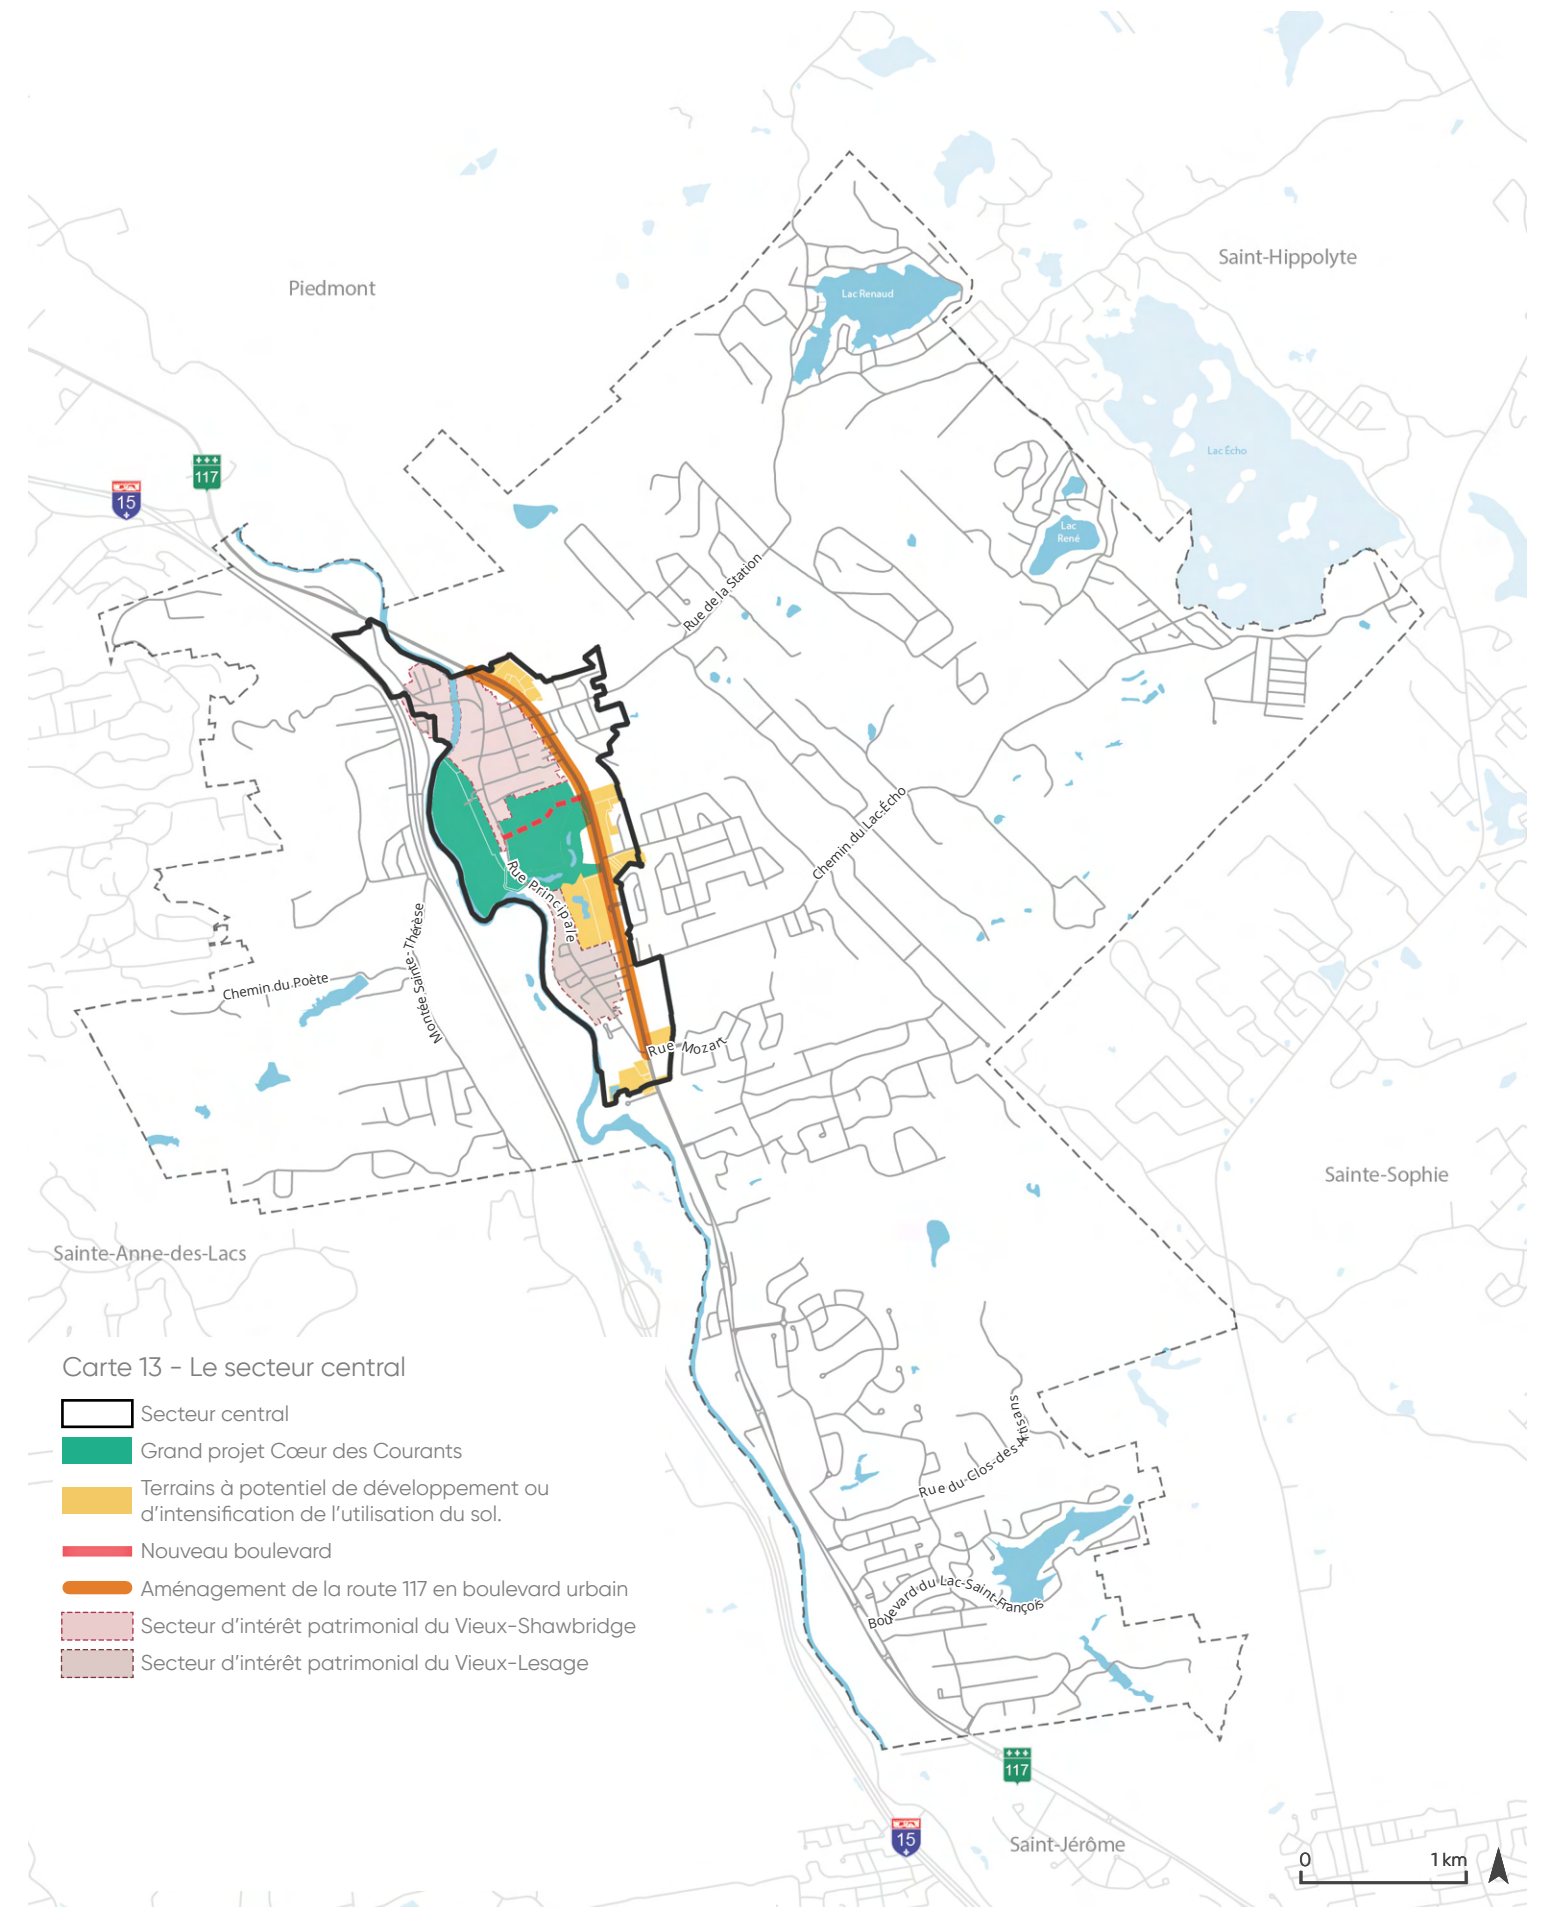 Saint-Hippolyte
Piedmont
Lac Renaud
Lac Écho
117
15
Lac
René
Rue de la Station
Chemin du Lac-Écho
Rue Principale
Montée Sainte-Thérèse
Chemin du Poète
Rue Mozart
Sainte-Sophie
Sainte-Anne-des-Lacs
Carte 13 - Le secteur central
Secteur central
Grand projet Cœur des Courants
Terrains à potentiel de développement ou
d'intensification de l'utilisation du sol.
Nouveau boulevard
Aménagement de la route 117 en boulevard urbain
Secteur d'intérêt patrimonial du Vieux-Shawbridge
Secteur d'intérêt patrimonial du Vieux-Lesage
Rue du-Clos-des-Artisans
Boulevard du Lac-Saint-François
117
15
Saint-Jérôme
0 1 km